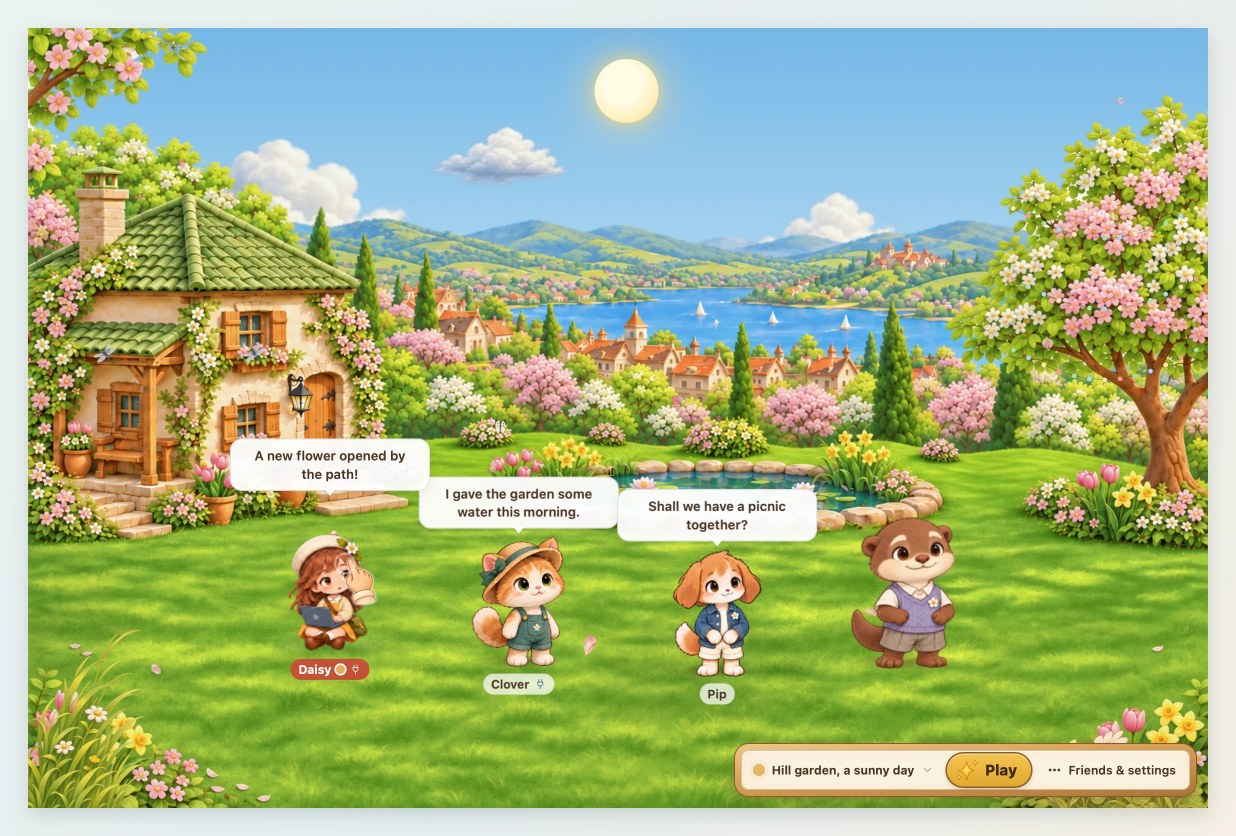 A new flower opened by
the path!
I gave the garden some
water this morning.
Shall we have a picnic
together?
Daisy
Clover
Pip
Hill garden, a sunny day
Play
Friends & settings